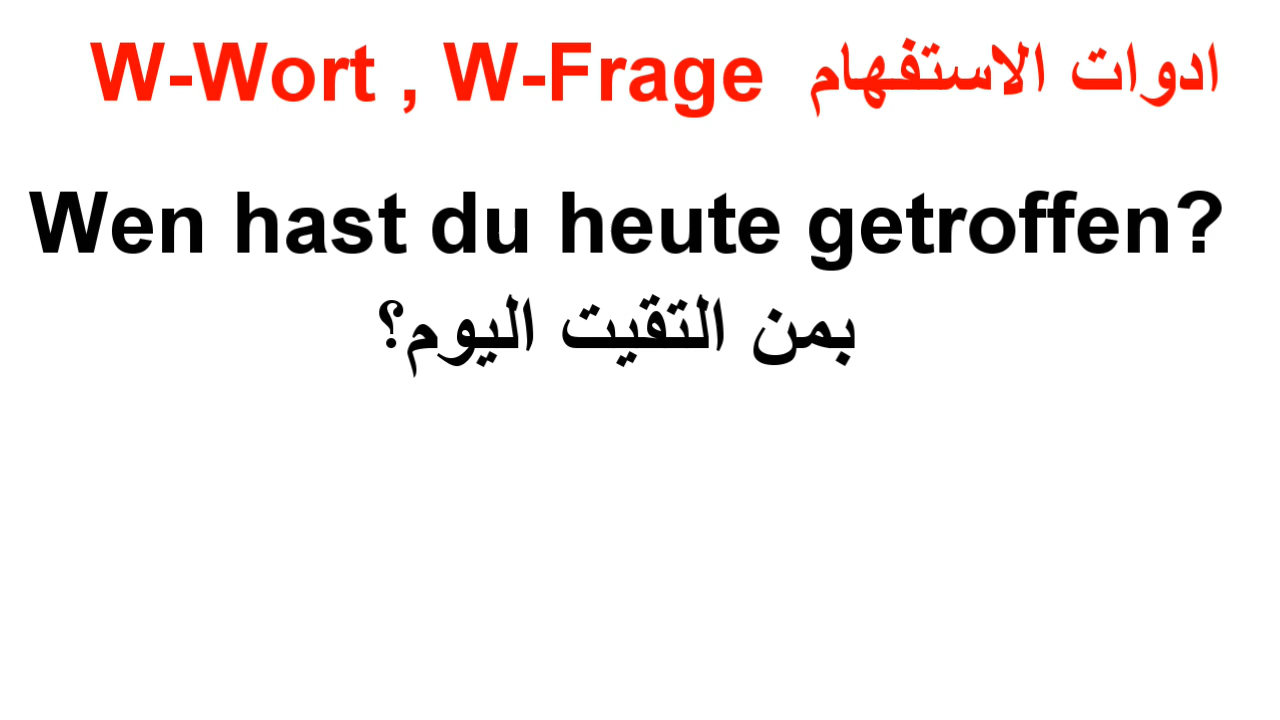 W-Wort , W-Frage ادوات الاستفهام
Wen hast du heute getroffen?
بمن التقيت اليوم؟